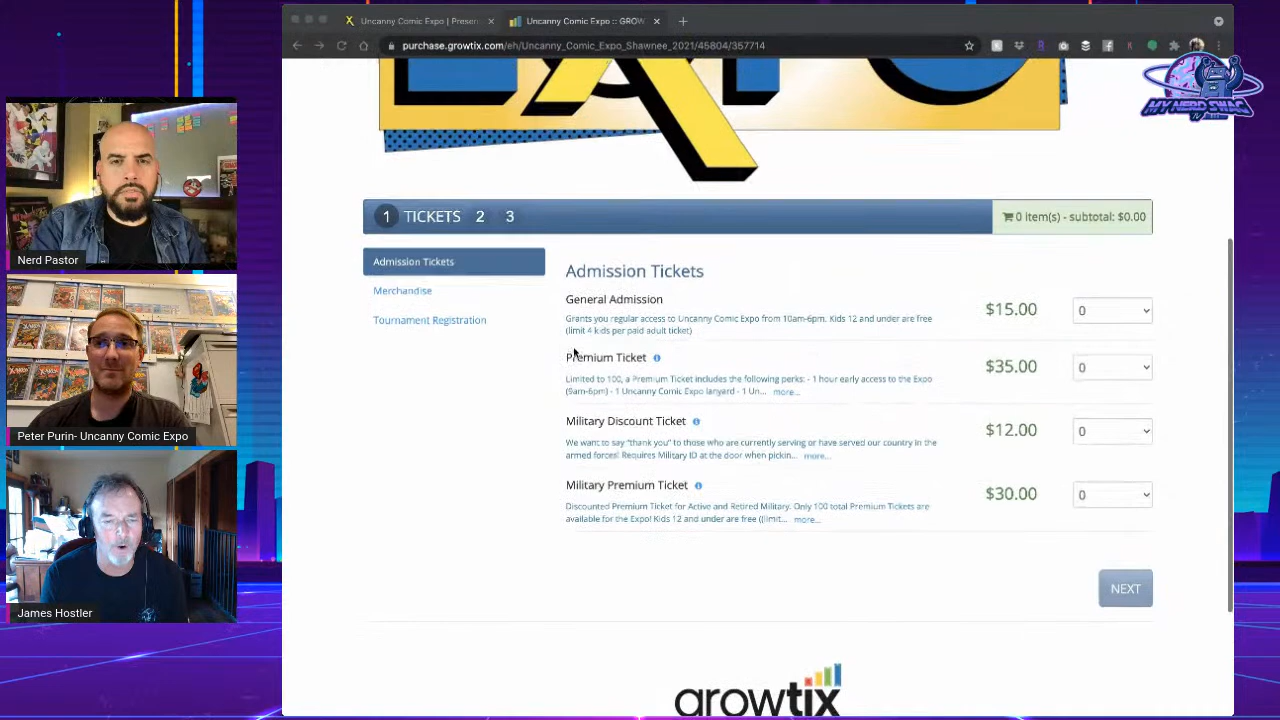 Uncanny Comic Expo | Presen
Uncanny Comic Expo :: GROW
purchase.growtix.com/eh/Uncanny_Comic_Expo_Shawnee_2021/45804/357714
MY NERD SWAG
TV
Nerd Pastor
Peter Purin- Uncanny Comic Expo
James Hostler
EXPO
1 TICKETS 2 3
0 item(s) - subtotal: $0.00
Admission Tickets
Merchandise
Tournament Registration
Admission Tickets
General Admission
Grants you regular access to Uncanny Comic Expo from 10am-6pm. Kids 12 and under are free
(limit 4 kids per paid adult ticket)
$15.00
0
Premium Ticket
Limited to 100, a Premium Ticket includes the following perks: - 1 hour early access to the Expo
(9am-6pm) - 1 Uncanny Comic Expo lanyard - 1 Un... more...
$35.00
0
Military Discount Ticket
We want to say "thank you" to those who are currently serving or have served our country in the
armed forces! Requires Military ID at the door when pickin... more...
$12.00
0
Military Premium Ticket
Discounted Premium Ticket for Active and Retired Military. Only 100 total Premium Tickets are
available for the Expo! Kids 12 and under are free ((limit... more...
$30.00
0
NEXT
growtix